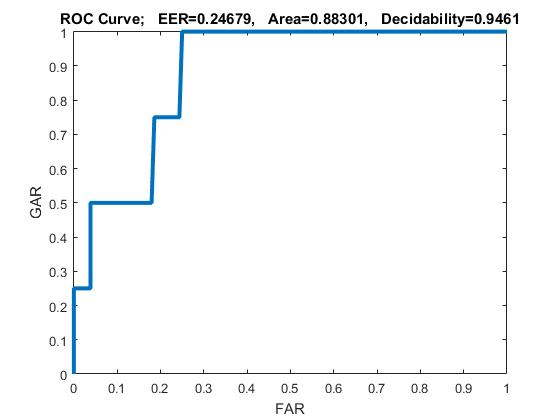 ROC Curve;   EER=0.24679,   Area=0.88301,   Decidability=0.9461
1
0.9
0.8
0.7
0.6
0.5
0.4
0.3
0.2
0.1
0
GAR
0 0.1 0.2 0.3 0.4 0.5 0.6 0.7 0.8 0.9 1
FAR